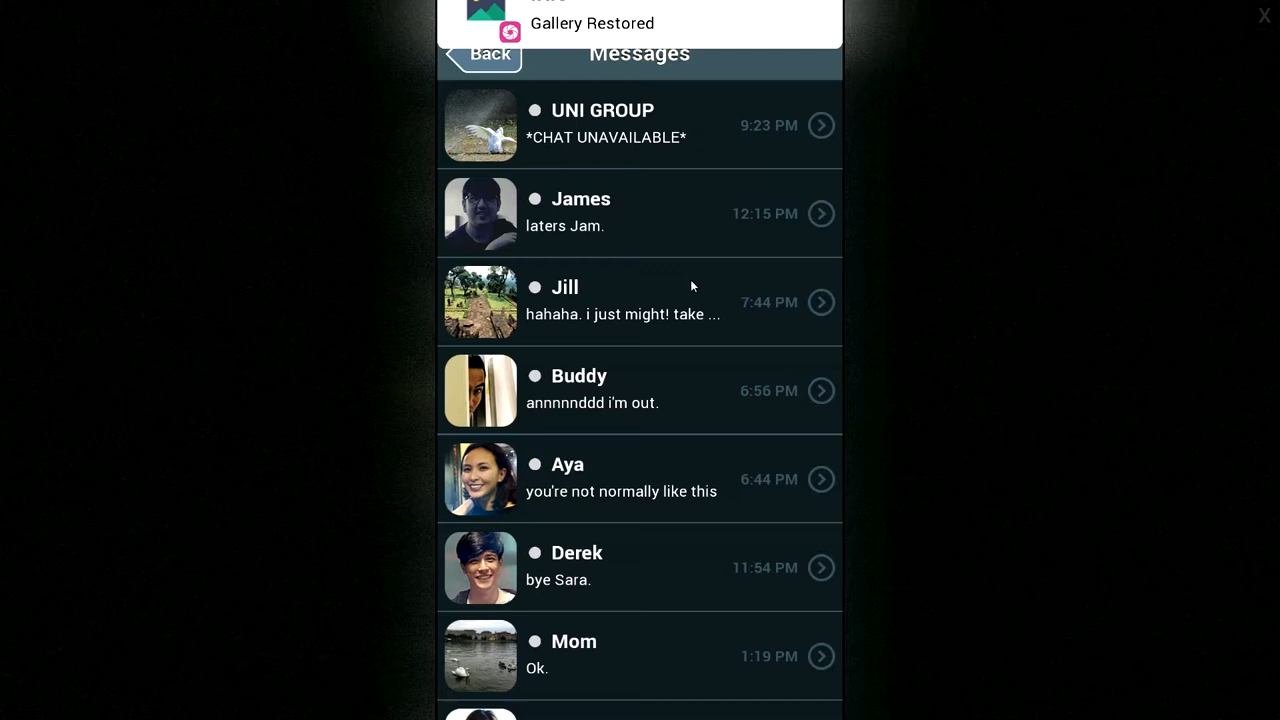 Gallery Restored
Back
Messages
UNI GROUP
*CHAT UNAVAILABLE*
9:23 PM
James
laters Jam.
12:15 PM
Jill
hahaha. i just might! take ...
7:44 PM
Buddy
annnnnddd i'm out.
6:56 PM
Aya
you're not normally like this
6:44 PM
Derek
bye Sara.
11:54 PM
Mom
Ok.
1:19 PM
X